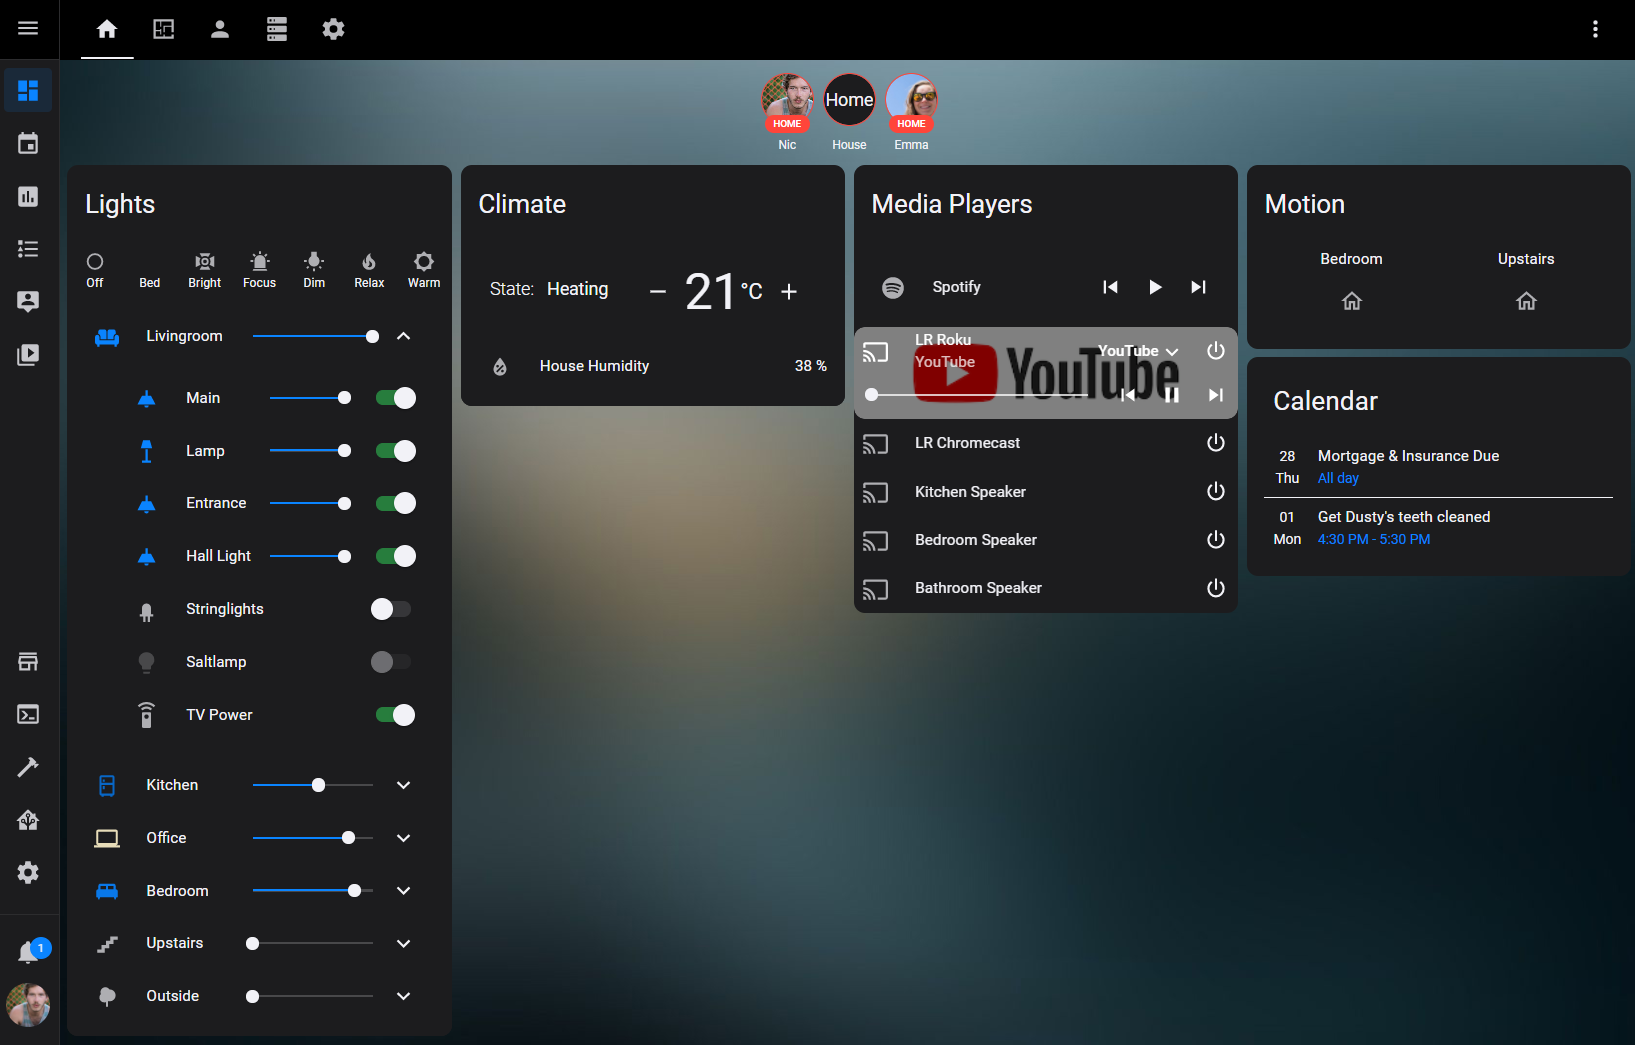 Home
HOME
HOME
Nic
House
Emma
Lights
Off
Bed
Bright
Focus
Dim
Relax
Warm
Livingroom
Main
Lamp
Entrance
Hall Light
Stringlights
Saltlamp
TV Power
Kitchen
Office
Bedroom
Upstairs
Outside
Climate
State: Heating
21 °C
House Humidity
38 %
Media Players
Spotify
LR Roku
YouTube
YouTube
YouTube
LR Chromecast
Kitchen Speaker
Bedroom Speaker
Bathroom Speaker
Motion
Bedroom
Upstairs
Calendar
28
Thu
Mortgage & Insurance Due
All day
01
Mon
Get Dusty's teeth cleaned
4:30 PM - 5:30 PM
1